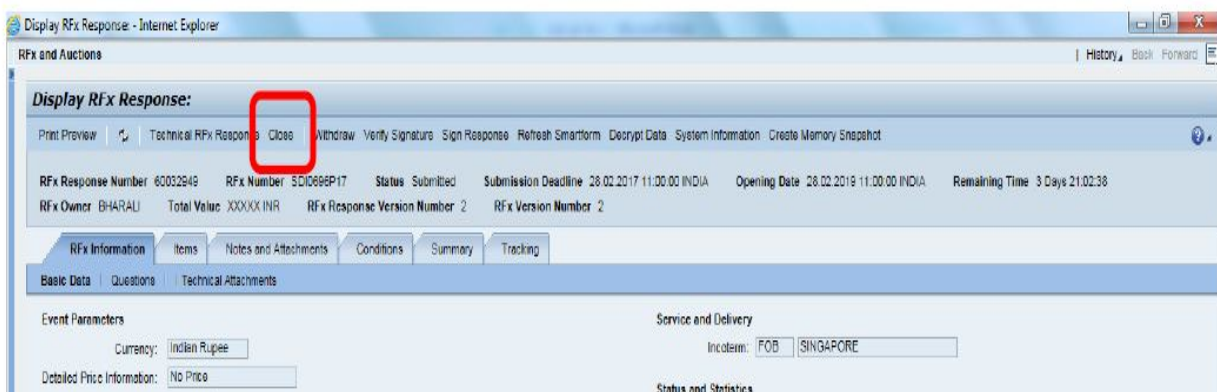 Display RFx Response: - Internet Explorer
RFx and Auctions
History Back Forward
Display RFx Response:
Print Preview Technical RFx Response Close Withdraw Verify Signature Sign Response Refresh Smartform Decrypt Data System Information Create Memory Snapshot
RFx Response Number 60032949 RFx Number SDI0696P17 Status Submitted Submission Deadline 28.02.2017 11:00:00 INDIA Opening Date 28.02.2019 11:00:00 INDIA Remaining Time 3 Days 21:02:38
RFx Owner BHARALI Total Value XXXXX INR RFx Response Version Number 2 RFx Version Number 2
RFx Information Items Notes and Attachments Conditions Summary Tracking
Basic Data Questions Technical Attachments
Event Parameters Service and Delivery
Currency: Indian Rupee Incoterm: FOB SINGAPORE
Detailed Price Information: No Price
Status and Statistics